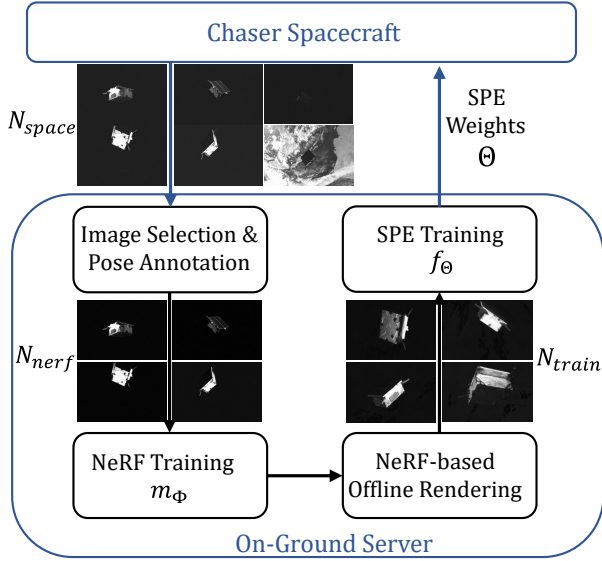 Chaser Spacecraft
N_space
SPE
Weights
Θ
Image Selection &
Pose Annotation
SPE Training
f_Θ
N_nerf
N_train
NeRF Training
m_Φ
NeRF-based
Offline Rendering
On-Ground Server